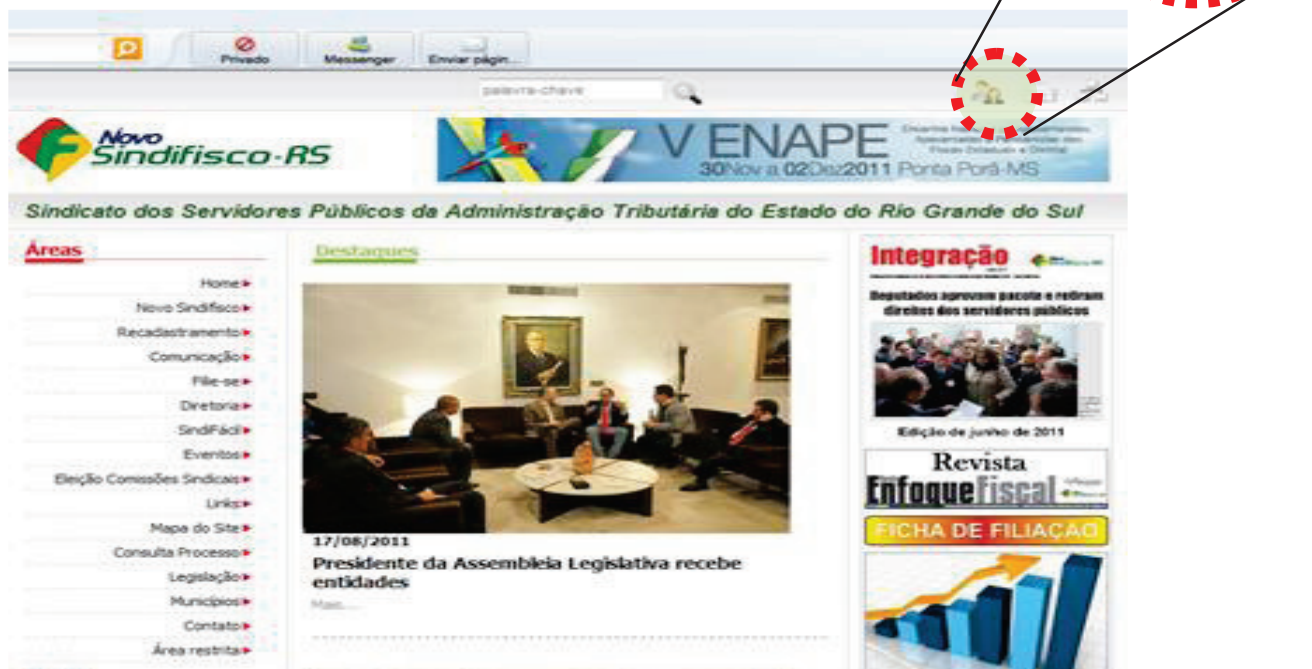 Privado
Messenger
Enviar págin...
palavra-chave
Novo
Sindifisco-RS
V ENAPE
30Nov a 02Dez2011 Ponta Porã-MS
Sindicato dos Servidores Públicos da Administração Tributária do Estado do Rio Grande do Sul
Áreas
Home
Novo Sindifisco
Recadastramento
Comunicação
Filie-se
Diretoria
SindiFácil
Eventos
Eleição Comissões Sindicais
Links
Mapa do Site
Consulta Processo
Legislação
Municípios
Contato
Área restrita
Destaques
17/08/2011
Presidente da Assembleia Legislativa recebe
entidades
Mais...
Integração
Deputados aprovam pacote e retiram
direitos dos servidores públicos
Edição de junho de 2011
Revista
Enfoque Fiscal
FICHA DE FILIAÇÃO